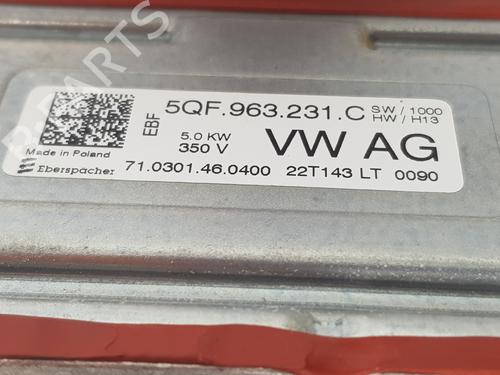 EBF
5QF.963.231.C SW/1000
HW/H13
5.0 KW
350 V
VW AG
Made in Poland
Eberspächer
71.0301.46.0400 22T143 LT 0090
B-PARTS